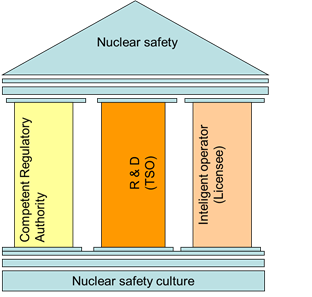 Nuclear safety
Competent Regulatory
Authority
R & D
(TSO)
Inteligent operator
(Licensee)
Nuclear safety culture